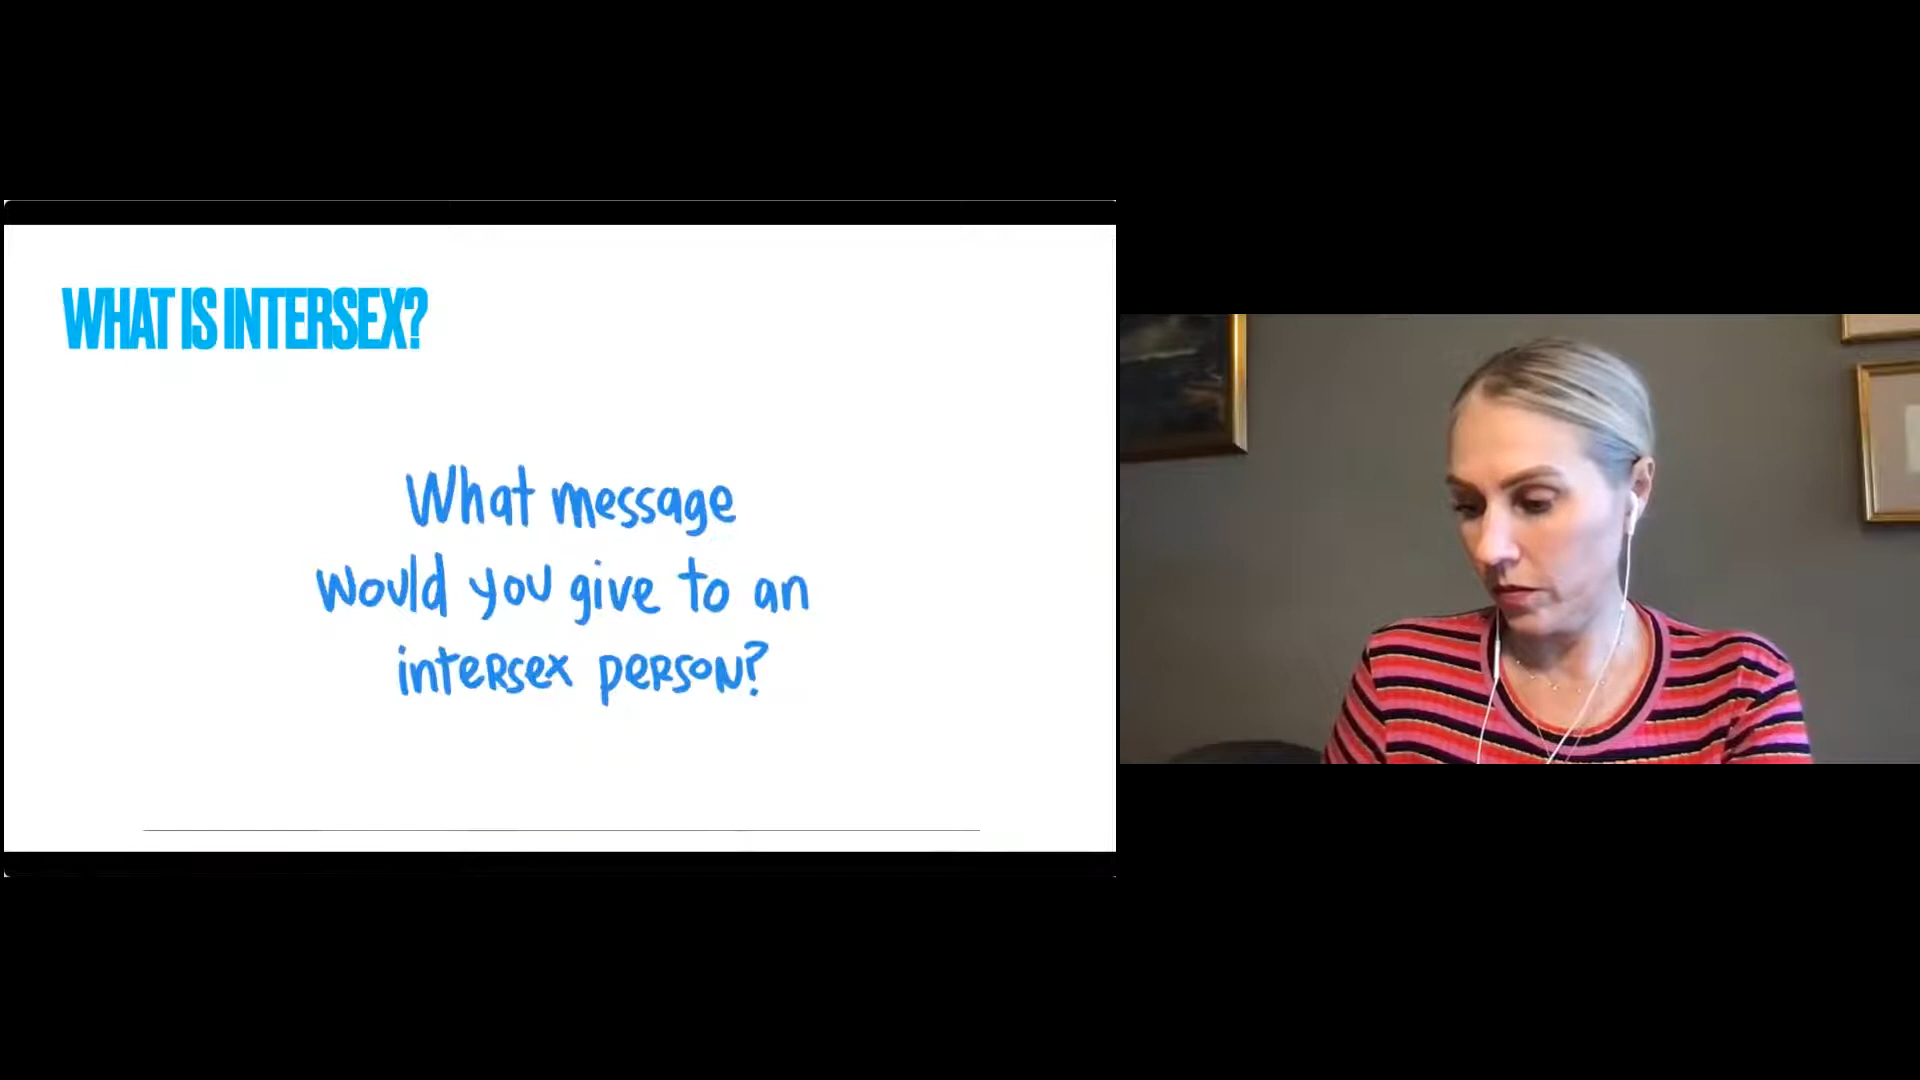 WHAT IS INTERSEX?
What message
would you give to an
intersex person?